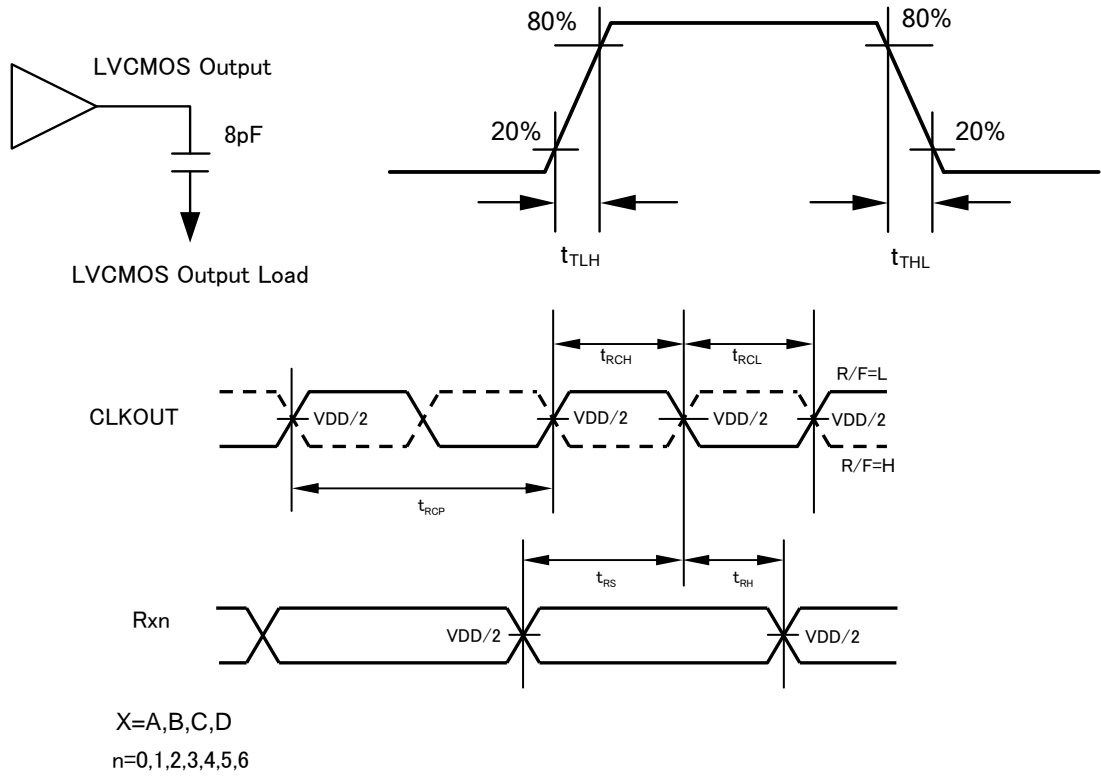 80%
80%
LVCMOS Output
20%
20%
8pF
tTLH
tTHL
LVCMOS Output Load
tRCH
tRCL
R/F=L
CLKOUT
VDD/2
VDD/2
VDD/2
VDD/2
R/F=H
tRCP
tRS
tRH
Rxn
VDD/2
VDD/2
X=A,B,C,D
n=0,1,2,3,4,5,6